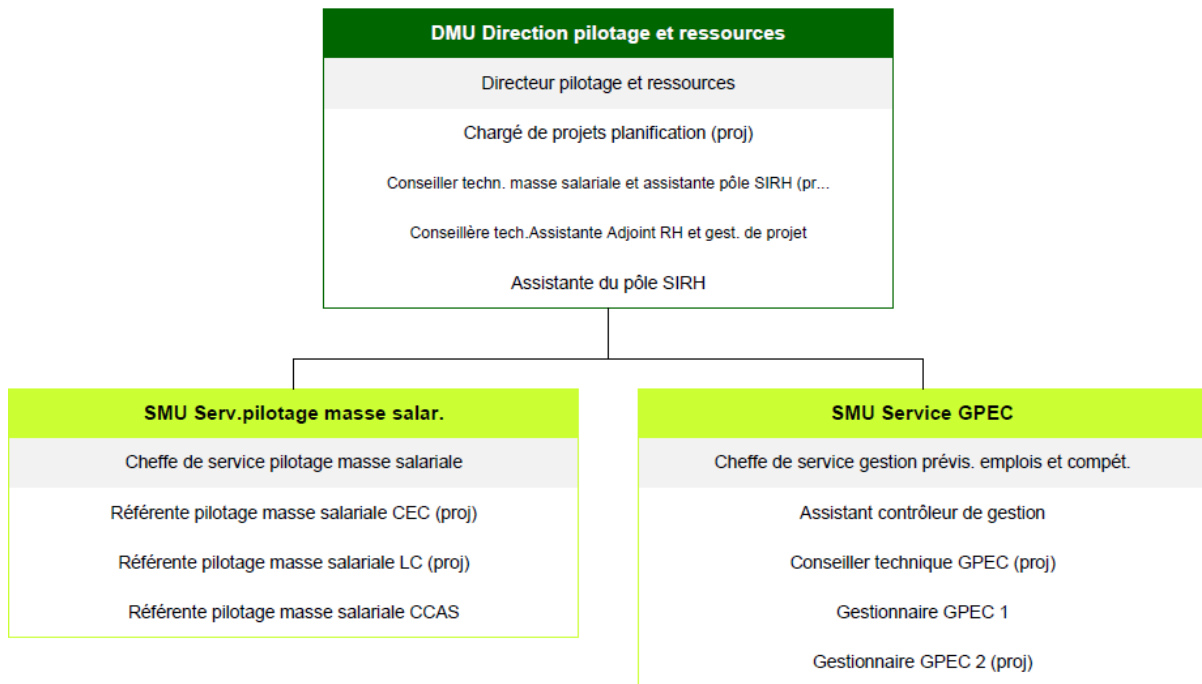 DMU Direction pilotage et ressources
Directeur pilotage et ressources
Chargé de projets planification (proj)
Conseiller techn. masse salariale et assistante pôle SIRH (pr...
Conseillère tech.Assistante Adjoint RH et gest. de projet
Assistante du pôle SIRH
SMU Serv.pilotage masse salar.
Cheffe de service pilotage masse salariale
Référente pilotage masse salariale CEC (proj)
Référente pilotage masse salariale LC (proj)
Référente pilotage masse salariale CCAS
SMU Service GPEC
Cheffe de service gestion prévis. emplois et compét.
Assistant contrôleur de gestion
Conseiller technique GPEC (proj)
Gestionnaire GPEC 1
Gestionnaire GPEC 2 (proj)